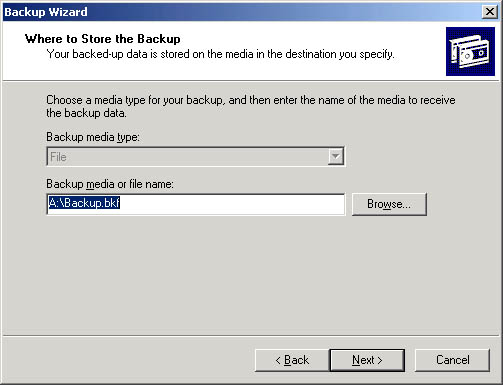 Backup Wizard
Where to Store the Backup
Your backed-up data is stored on the media in the destination you specify.
Choose a media type for your backup, and then enter the name of the media to receive
the backup data.
Backup media type:
File
Backup media or file name:
A:\Backup.bkf
Browse...
< Back
Next >
Cancel